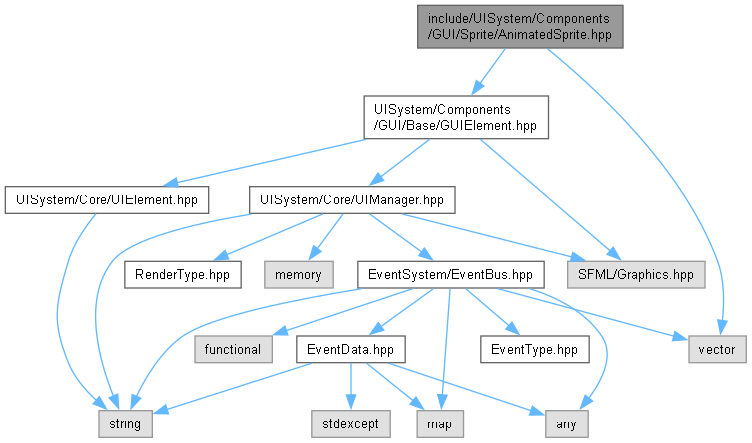 include/UISystem/Components
/GUI/Sprite/AnimatedSprite.hpp
UISystem/Components
/GUI/Base/GUIElement.hpp
UISystem/Core/UIElement.hpp
UISystem/Core/UIManager.hpp
RenderType.hpp
memory
EventSystem/EventBus.hpp
SFML/Graphics.hpp
functional
EventData.hpp
EventType.hpp
vector
string
stdexcept
map
any